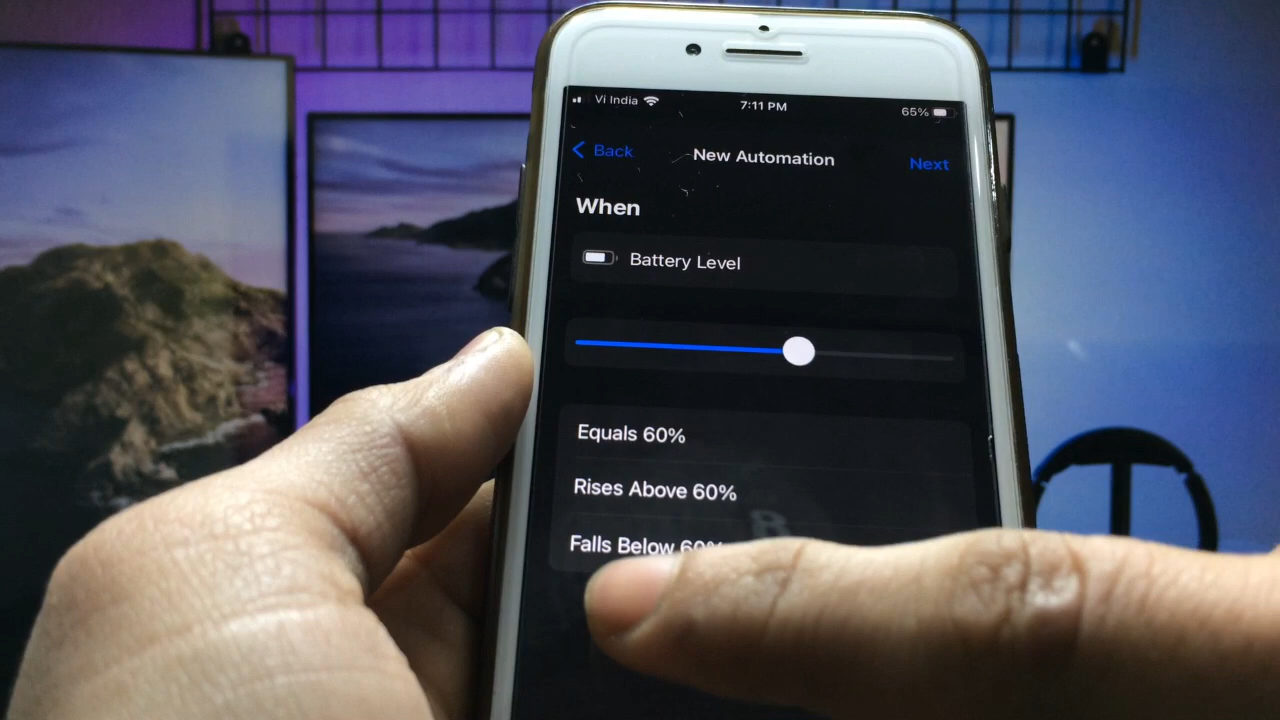 Vi India 7:11 PM 65%
Back New Automation Next
When
Battery Level
Equals 60%
Rises Above 60%
Falls Below 60%